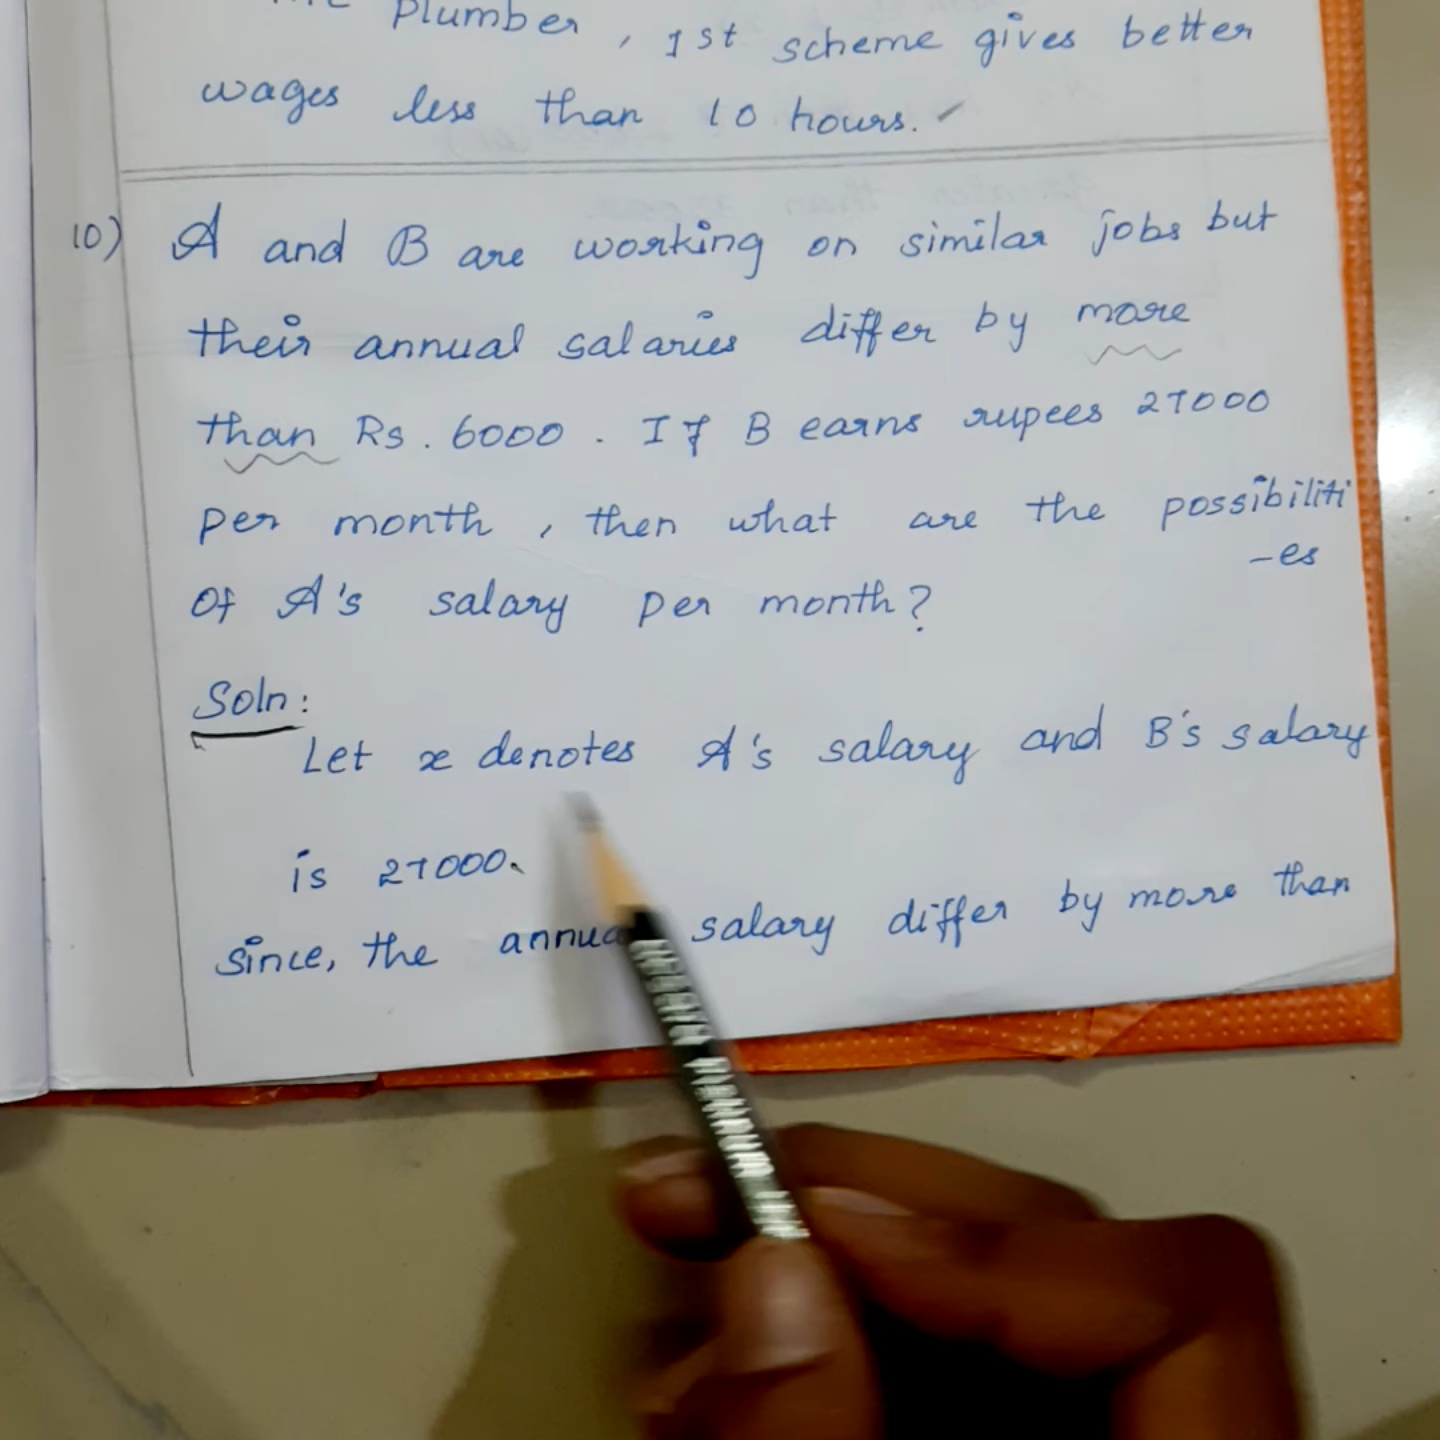 Plumber, 1st scheme gives better
wages less than 10 hours.
10) A and B are working on similar jobs but
their annual salaries differ by more
than Rs. 6000. If B earns rupees 27000
per month, then what are the possibiliti
-es
of A's salary per month?
Soln:
Let x denotes A's salary and B's salary
is 27000.
since, the annual salary differ by more than